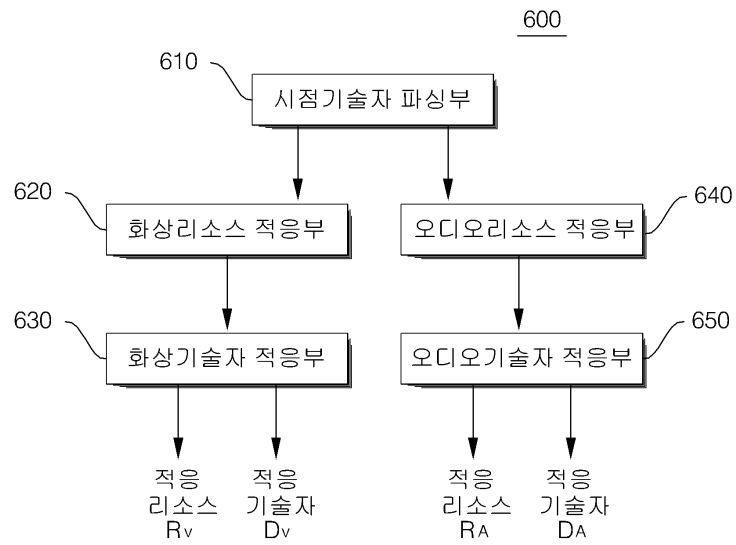 600
610
시점기술자 파싱부
620
화상리소스 적응부
오디오리소스 적응부
640
630
화상기술자 적응부
오디오기술자 적응부
650
적응
리소스
Rv
적응
기술자
Dv
적응
리소스
RA
적응
기술자
DA